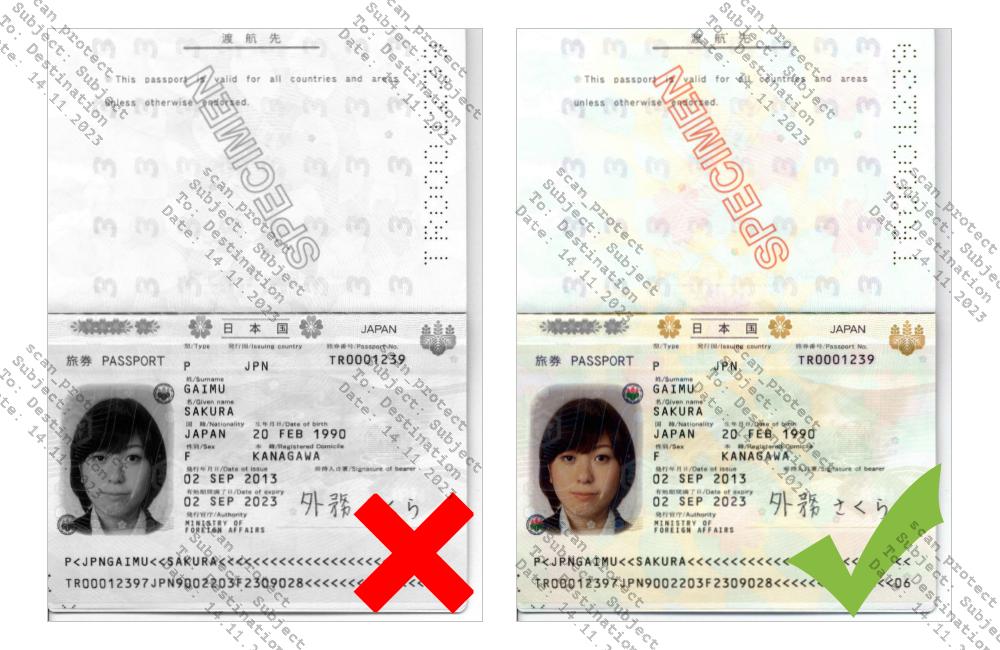 渡航先
This passport is valid for all countries and areas
unless otherwise endorsed.
SPECIMEN
TR0001239
日本国
JAPAN
型/Type
発行国/Issuing country
旅券番号/Passport No.
旅券 PASSPORT
P
JPN
TR0001239
姓/Surname
GAIMU
名/Given name
SAKURA
国籍/Nationality
生年月日/Date of birth
JAPAN
20 FEB 1990
性別/Sex
本籍/Registered Domicile
F
KANAGAWA
発行年月日/Date of issue
所持人自署/Signature of bearer
02 SEP 2013
有効期間満了日/Date of expiry
02 SEP 2023
外務 くら
発行官庁/Authority
MINISTRY OF
FOREIGN AFFAIRS
P<JPNGAIMU<<SAKURA<<<<<<<<<<<<<<<<
TR00012397JPN9002203F2309028<<<<<<
渡航先
This passport is valid for all countries and areas
unless otherwise endorsed.
SPECIMEN
TR0001239
日本国
JAPAN
型/Type
発行国/Issuing country
旅券番号/Passport No.
旅券 PASSPORT
P
JPN
TR0001239
姓/Surname
GAIMU
名/Given name
SAKURA
国籍/Nationality
生年月日/Date of birth
JAPAN
20 FEB 1990
性別/Sex
本籍/Registered Domicile
F
KANAGAWA
発行年月日/Date of issue
所持人自署/Signature of bearer
02 SEP 2013
有効期間満了日/Date of expiry
02 SEP 2023
外務さくら
発行官庁/Authority
MINISTRY OF
FOREIGN AFFAIRS
P<JPNGAIMU<<SAKURA<<<<<<<<<<<<<<<<
TR00012397JPN9002203F2309028<<<<<<<06
scan_protect
To: Destination Subject
Date: 14.11.2023